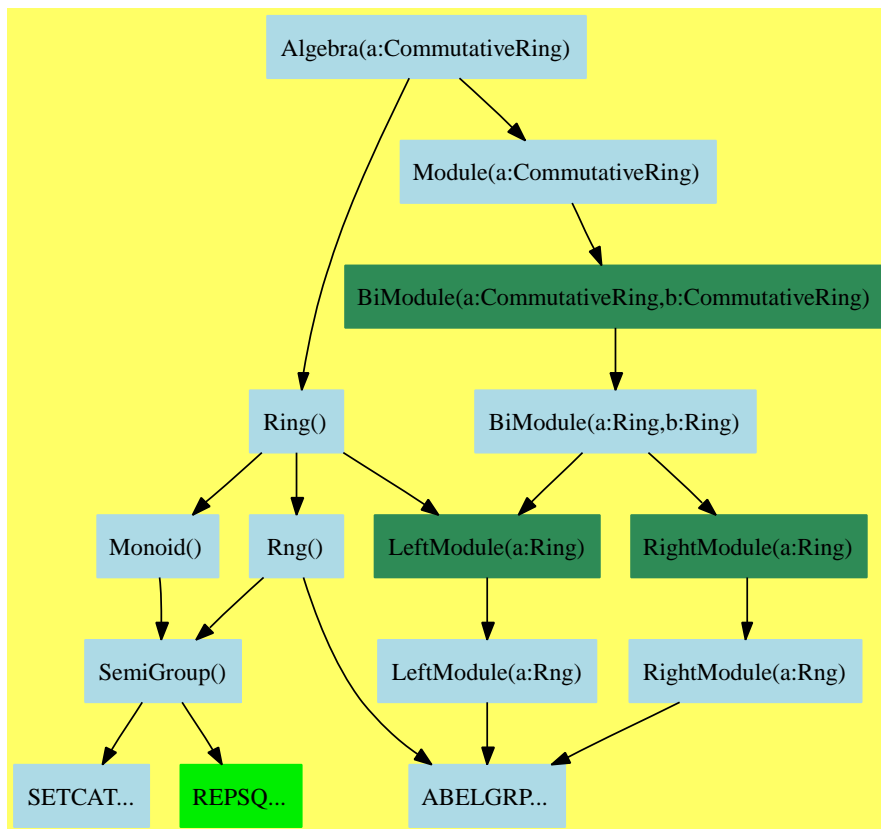 Algebra(a:CommutativeRing)
Module(a:CommutativeRing)
BiModule(a:CommutativeRing,b:CommutativeRing)
Ring()
BiModule(a:Ring,b:Ring)
Monoid()
Rng()
LeftModule(a:Ring)
RightModule(a:Ring)
SemiGroup()
LeftModule(a:Rng)
RightModule(a:Rng)
SETCAT...
REPSQ...
ABELGRP...